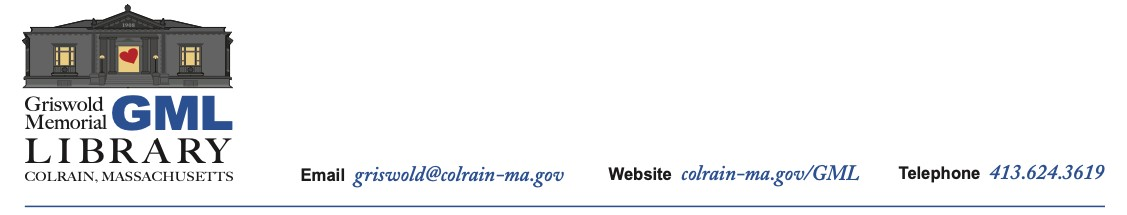 1908
Griswold
Memorial
GML
LIBRARY
COLRAIN, MASSACHUSETTS
Email griswold@colrain-ma.gov Website colrain-ma.gov/GML Telephone 413.624.3619